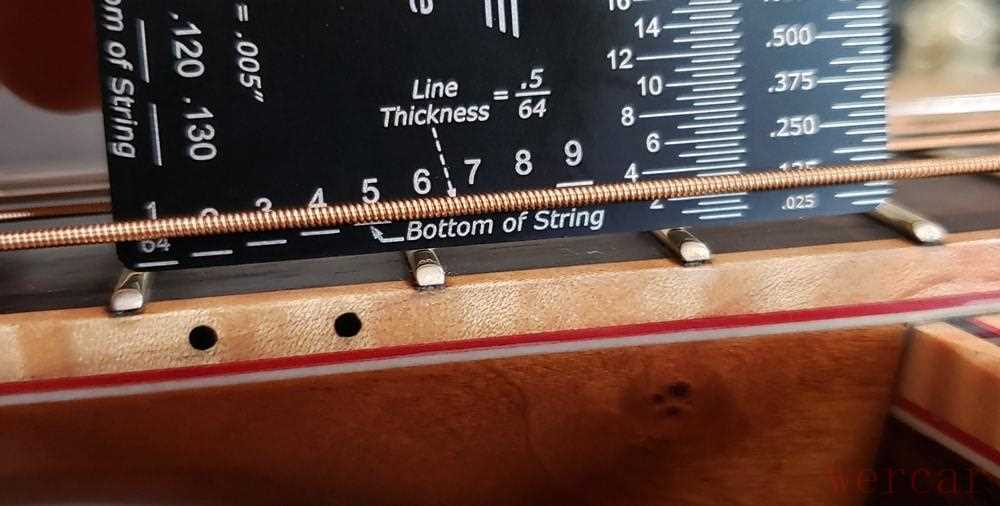 om of String
.120 .130
= .005"
Line
Thickness = .5
64
1
3 4 5 6 7 8 9
64
Bottom of String
16
14
12
10
8
6
4
2
.500
.375
.250
.025
wercar